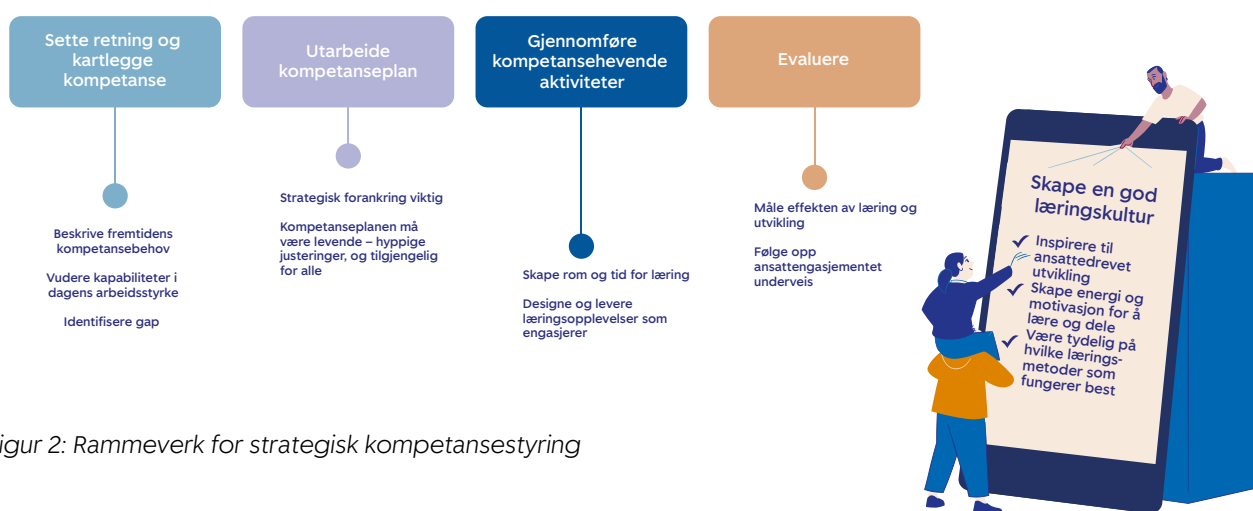 Sette retning og
kartlegge
kompetanse
Utarbeide
kompetanseplan
Gjennomføre
kompetansehevende
aktiviteter
Evaluere
Beskrive fremtidens
kompetansebehov
Vudere kapabiliteter i
dagens arbeidsstyrke
Identifisere gap
Strategisk forankring viktig
Kompetanseplanen må
være levende – hyppige
justeringer, og tilgjengelig
for alle
Skape rom og tid for læring
Designe og levere
læringsopplevelser som
engasjerer
Måle effekten av læring og
utvikling
Følge opp
ansattengasjementet
underveis
Skape en god
læringskultur
✓ Inspirere til
ansattedrevet
utvikling
✓ Skape energi og
motivasjon for å
lære og dele
✓ Være tydelig på
hvilke lærings-
metoder som
fungerer best
igur 2: Rammeverk for strategisk kompetansestyring